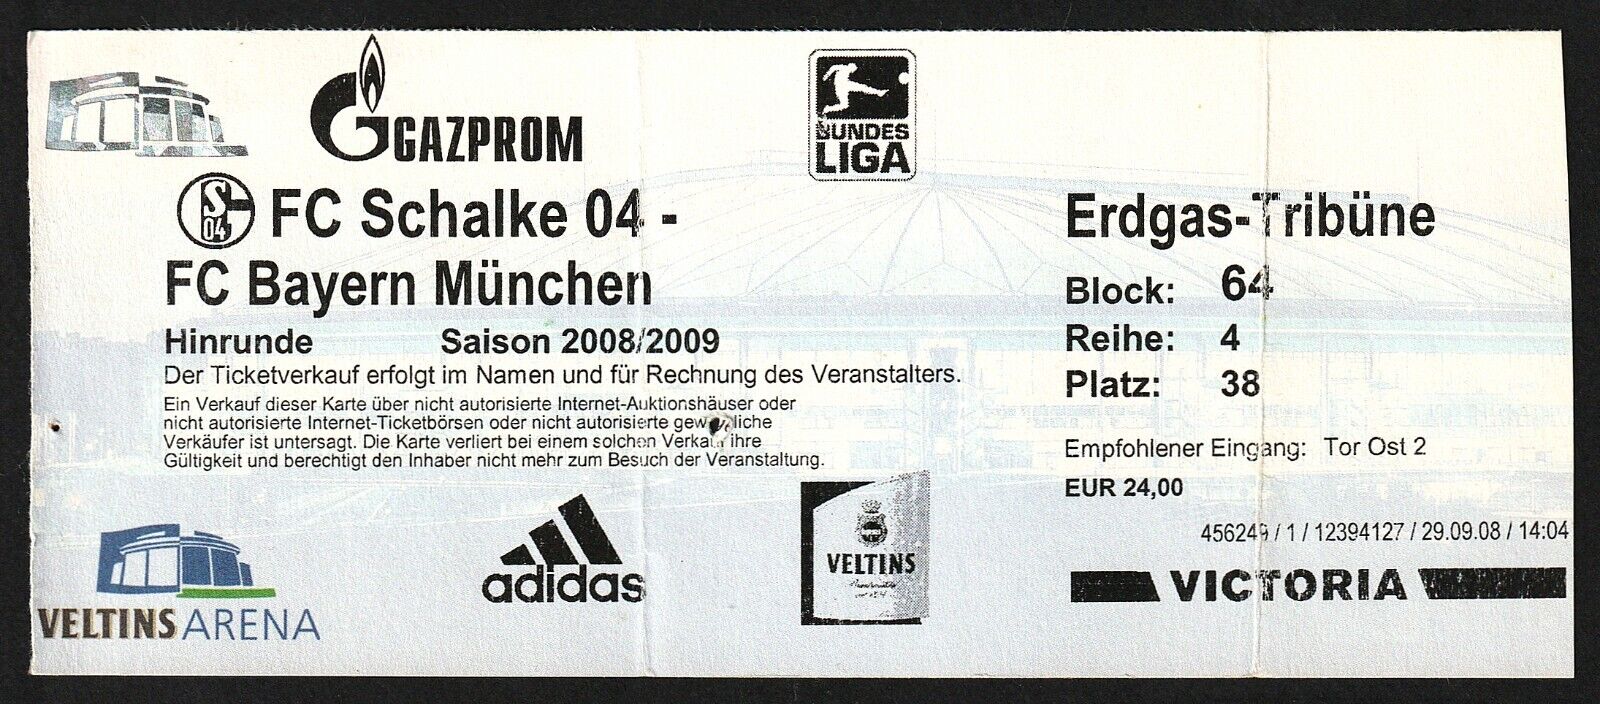 GAZPROM
BUNDES
LIGA
S
04
FC Schalke 04 -
FC Bayern München
Hinrunde Saison 2008/2009
Der Ticketverkauf erfolgt im Namen und für Rechnung des Veranstalters.
Ein Verkauf dieser Karte über nicht autorisierte Internet-Auktionshäuser oder
nicht autorisierte Internet-Ticketbörsen oder nicht autorisierte gewerbliche
Verkäufer ist untersagt. Die Karte verliert bei einem solchen Verkauf ihre
Gültigkeit und berechtigt den Inhaber nicht mehr zum Besuch der Veranstaltung.
Erdgas-Tribüne
Block: 64
Reihe: 4
Platz: 38
Empfohlener Eingang: Tor Ost 2
EUR 24,00
456249 / 1 / 12394127 / 29.09.08 / 14:04
VELTINS ARENA
adidas
VELTINS
VICTORIA